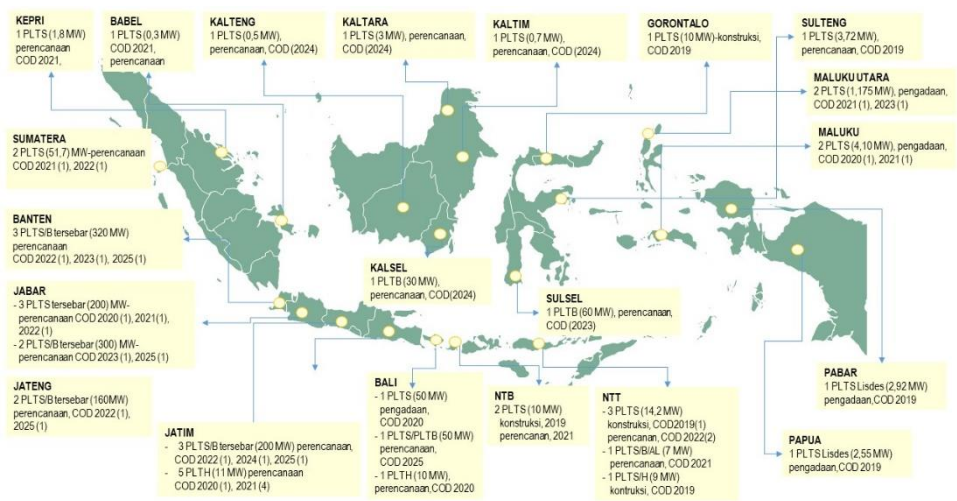 KEPRI
1 PLTS (1,8 MW)
perencanaan
COD 2021,
BABEL
1 PLTS (0,3 MW)
COD 2021,
perencanaan
KALTENG
1 PLTS (0,5 MW),
perencanaan, COD (2024)
KALTARA
1 PLTS (3 MW), perencanaan,
COD (2024)
KALTIM
1 PLTS (0,7 MW),
perencanaan, COD (2024)
GORONTALO
1 PLTS (10 MW)-konstruksi,
COD 2019
SULTENG
1 PLTS (3,72 MW),
perencanaan, COD 2019
MALUKU UTARA
2 PLTS (1,175 MW), pengadaan,
COD 2021 (1), 2023 (1)
MALUKU
2 PLTS (4,10 MW), pengadaan,
COD 2020 (1), 2021 (1)
SUMATERA
2 PLTS (51,7) MW-perencanaan
COD 2021 (1), 2022 (1)
BANTEN
3 PLTS/B tersebar (320 MW)
perencanaan
COD 2022 (1), 2023 (1), 2025 (1)
JABAR
- 3 PLTS tersebar (200) MW-
perencanaan COD 2020 (1), 2021(1),
2022 (1)
- 2 PLTS/B tersebar (300) MW-
perencanaan COD 2023 (1), 2025 (1)
JATENG
2 PLTS/B tersebar (160MW)
perencanaan, COD 2022 (1),
2025 (1)
JATIM
- 3 PLTS/B tersebar (200 MW) perencanaan,
COD 2022 (1), 2024 (1), 2025 (1)
- 5 PLTH (11 MW) perencanaan
COD 2020 (1), 2021 (4)
KALSEL
1 PLTB (30 MW),
perencanaan, COD(2024)
SULSEL
1 PLTB (60 MW), perencanaan,
COD (2023)
BALI
- 1 PLTS (50 MW)
pengadaan,
COD 2020
- 1 PLTS/PLTB (50 MW)
perencanaan,
COD 2025
- 1 PLTH (10 MW),
perencanaan,COD 2020
NTB
2 PLTS (10 MW)
konstruksi, 2019
perencanan, 2021
NTT
- 3 PLTS (14,2 MW)
konstruksi, COD2019(1)
perencanan, COD 2022(2)
- 1 PLTS/B/AL (7 MW)
perencanaan, COD 2021
- 1 PLTS/H (9 MW)
kontruksi, COD 2019
PABAR
1 PLTS Lisdes (2,92 MW)
pengadaan,COD 2019
PAPUA
1 PLTS Lisdes (2,55 MW)
pengadaan,COD 2019